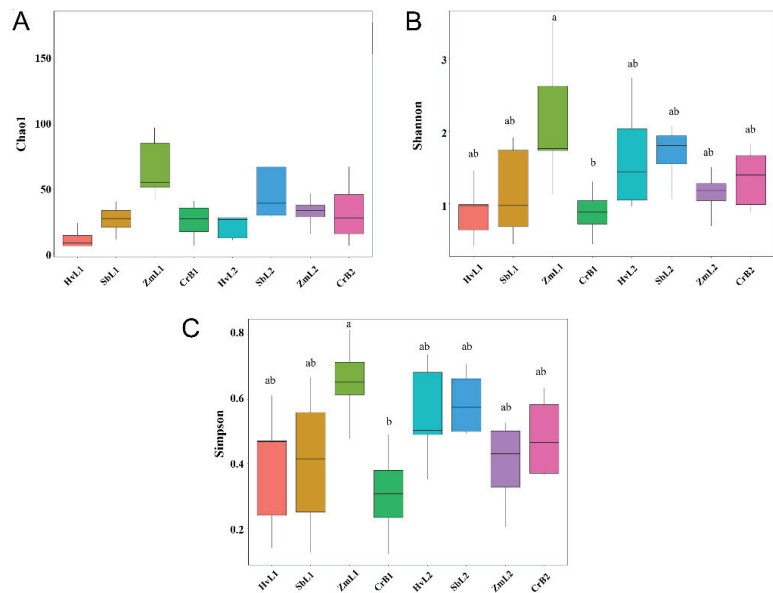 A
Chao1
150
100
50
0
HvL1 SbL1 ZmL1 CrB1 HvL2 SbL2 ZmL2 CrB2
B
Shannon
3
2
1
ab ab a b ab ab ab ab
HvL1 SbL1 ZmL1 CrB1 HvL2 SbL2 ZmL2 CrB2
C
Simpson
0.8
0.6
0.4
0.2
ab ab a b ab ab ab ab
HvL1 SbL1 ZmL1 CrB1 HvL2 SbL2 ZmL2 CrB2